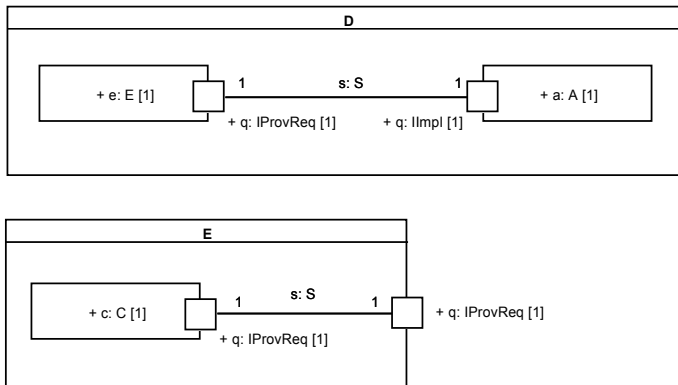 D
1 s: S 1
+ e: E [1] + a: A [1]
+ q: IProvReq [1] + q: IImpl [1]
E
1 s: S 1
+ c: C [1] + q: IProvReq [1]
+ q: IProvReq [1]